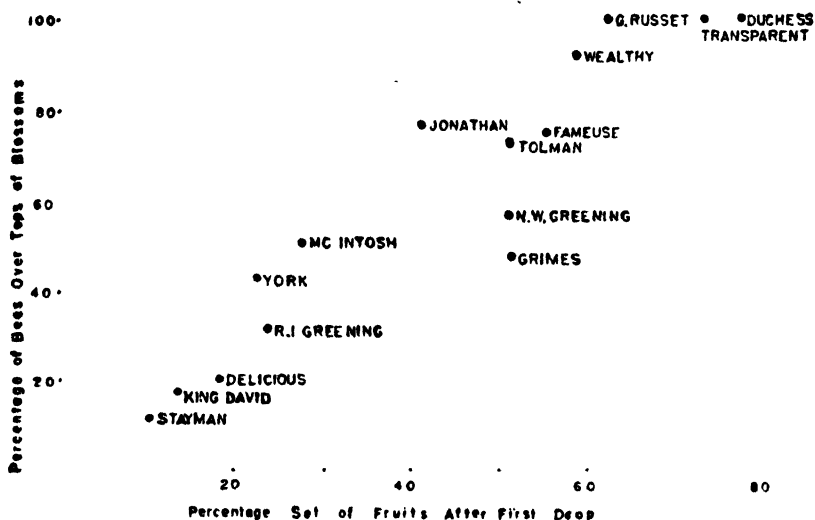 Percentage of Bees Over Tops of Blossoms
100
80
60
40
20
G. RUSSET
DUCHESS
TRANSPARENT
WEALTHY
JONATHAN
FAMEUSE
TOLMAN
N.W. GREENING
MC INTOSH
GRIMES
YORK
R.I GREENING
DELICIOUS
KING DAVID
STAYMAN
20 40 60 80
Percentage Set of Fruits After First Drop